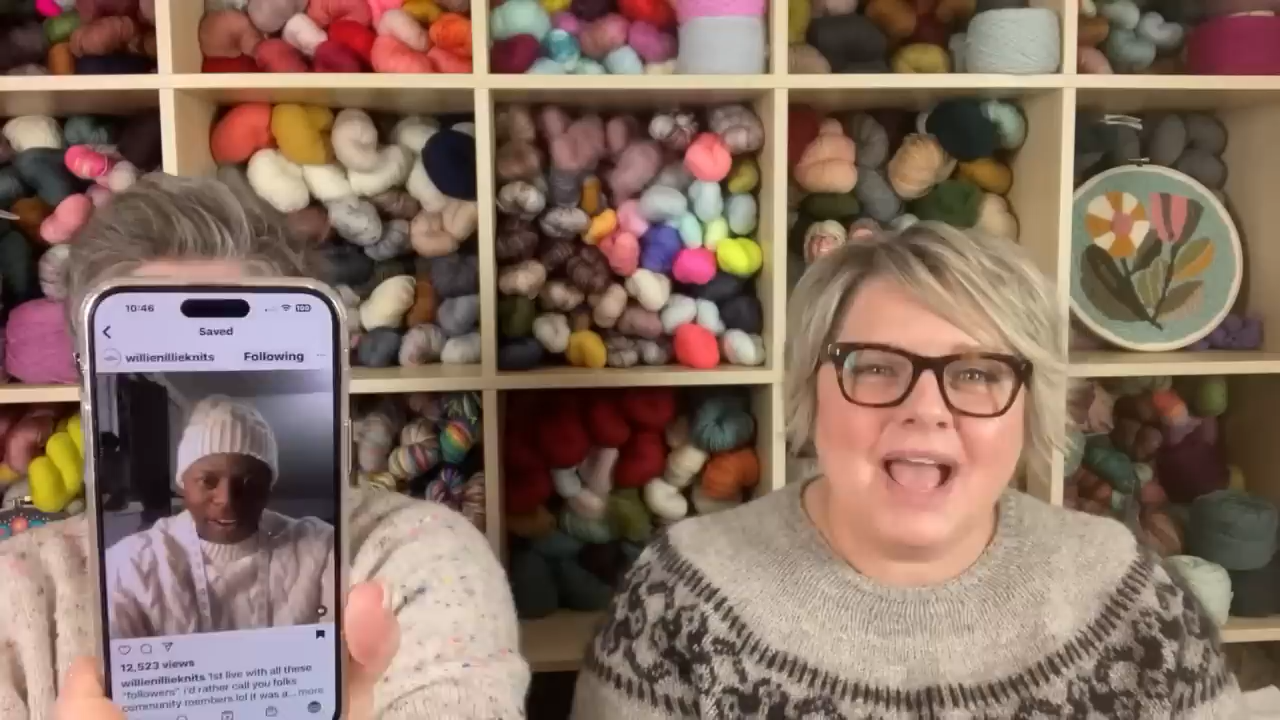 10:46 100
Saved
willienillieknits Following ...
12,523 views
willienillieknits 1st live with all these
"followers" i'd rather call you folks
community members.lol it was a... more